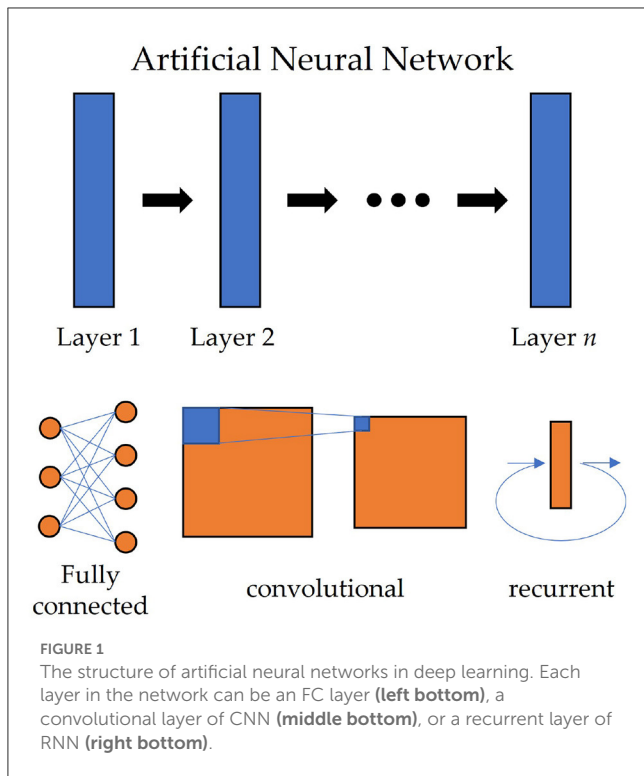 Artificial Neural Network
Layer 1 Layer 2 Layer n
Fully
connected
convolutional
recurrent
FIGURE 1
The structure of artificial neural networks in deep learning. Each
layer in the network can be an FC layer (left bottom), a
convolutional layer of CNN (middle bottom), or a recurrent layer of
RNN (right bottom).